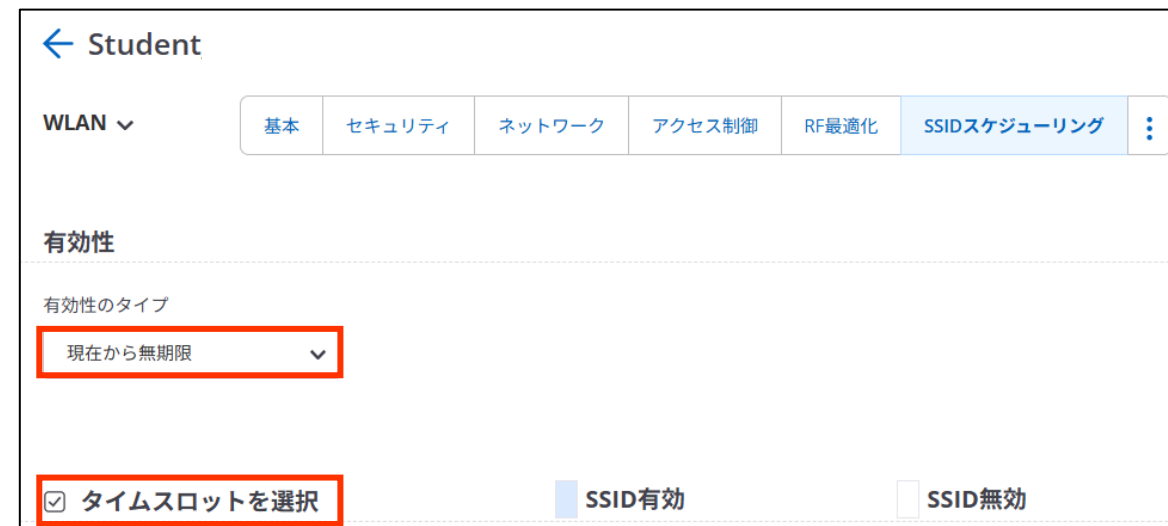 Student
WLAN
基本 セキュリティ ネットワーク アクセス制御 RF最適化 SSIDスケジューリング
有効性
有効性のタイプ
現在から無期限
タイムスロットを選択 SSID有効 SSID無効